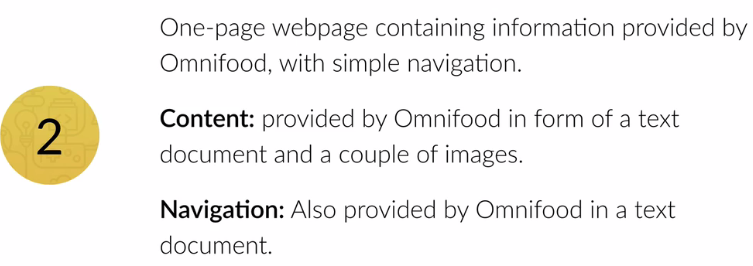 One-page webpage containing information provided by
Omnifood, with simple navigation.
2
Content: provided by Omnifood in form of a text
document and a couple of images.
Navigation: Also provided by Omnifood in a text
document.